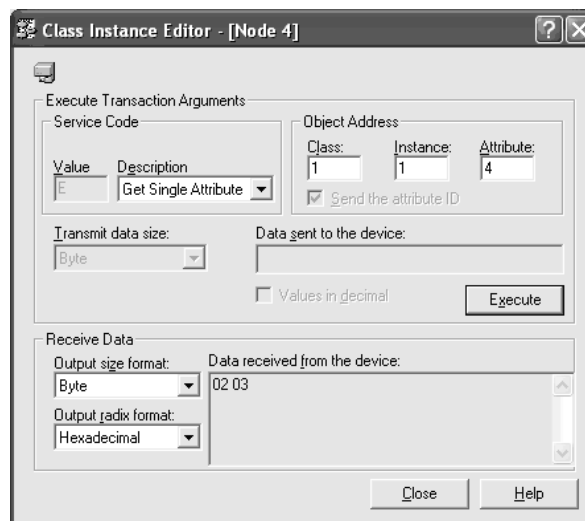 Class Instance Editor - [Node 4]
Execute Transaction Arguments
Service Code
Value
Description
E
Get Single Attribute
Object Address
Class:
Instance:
Attribute:
1
1
4
Send the attribute ID
Transmit data size:
Byte
Data sent to the device:
Values in decimal
Execute
Receive Data
Output size format:
Byte
Output radix format:
Hexadecimal
Data received from the device:
02 03
Close
Help